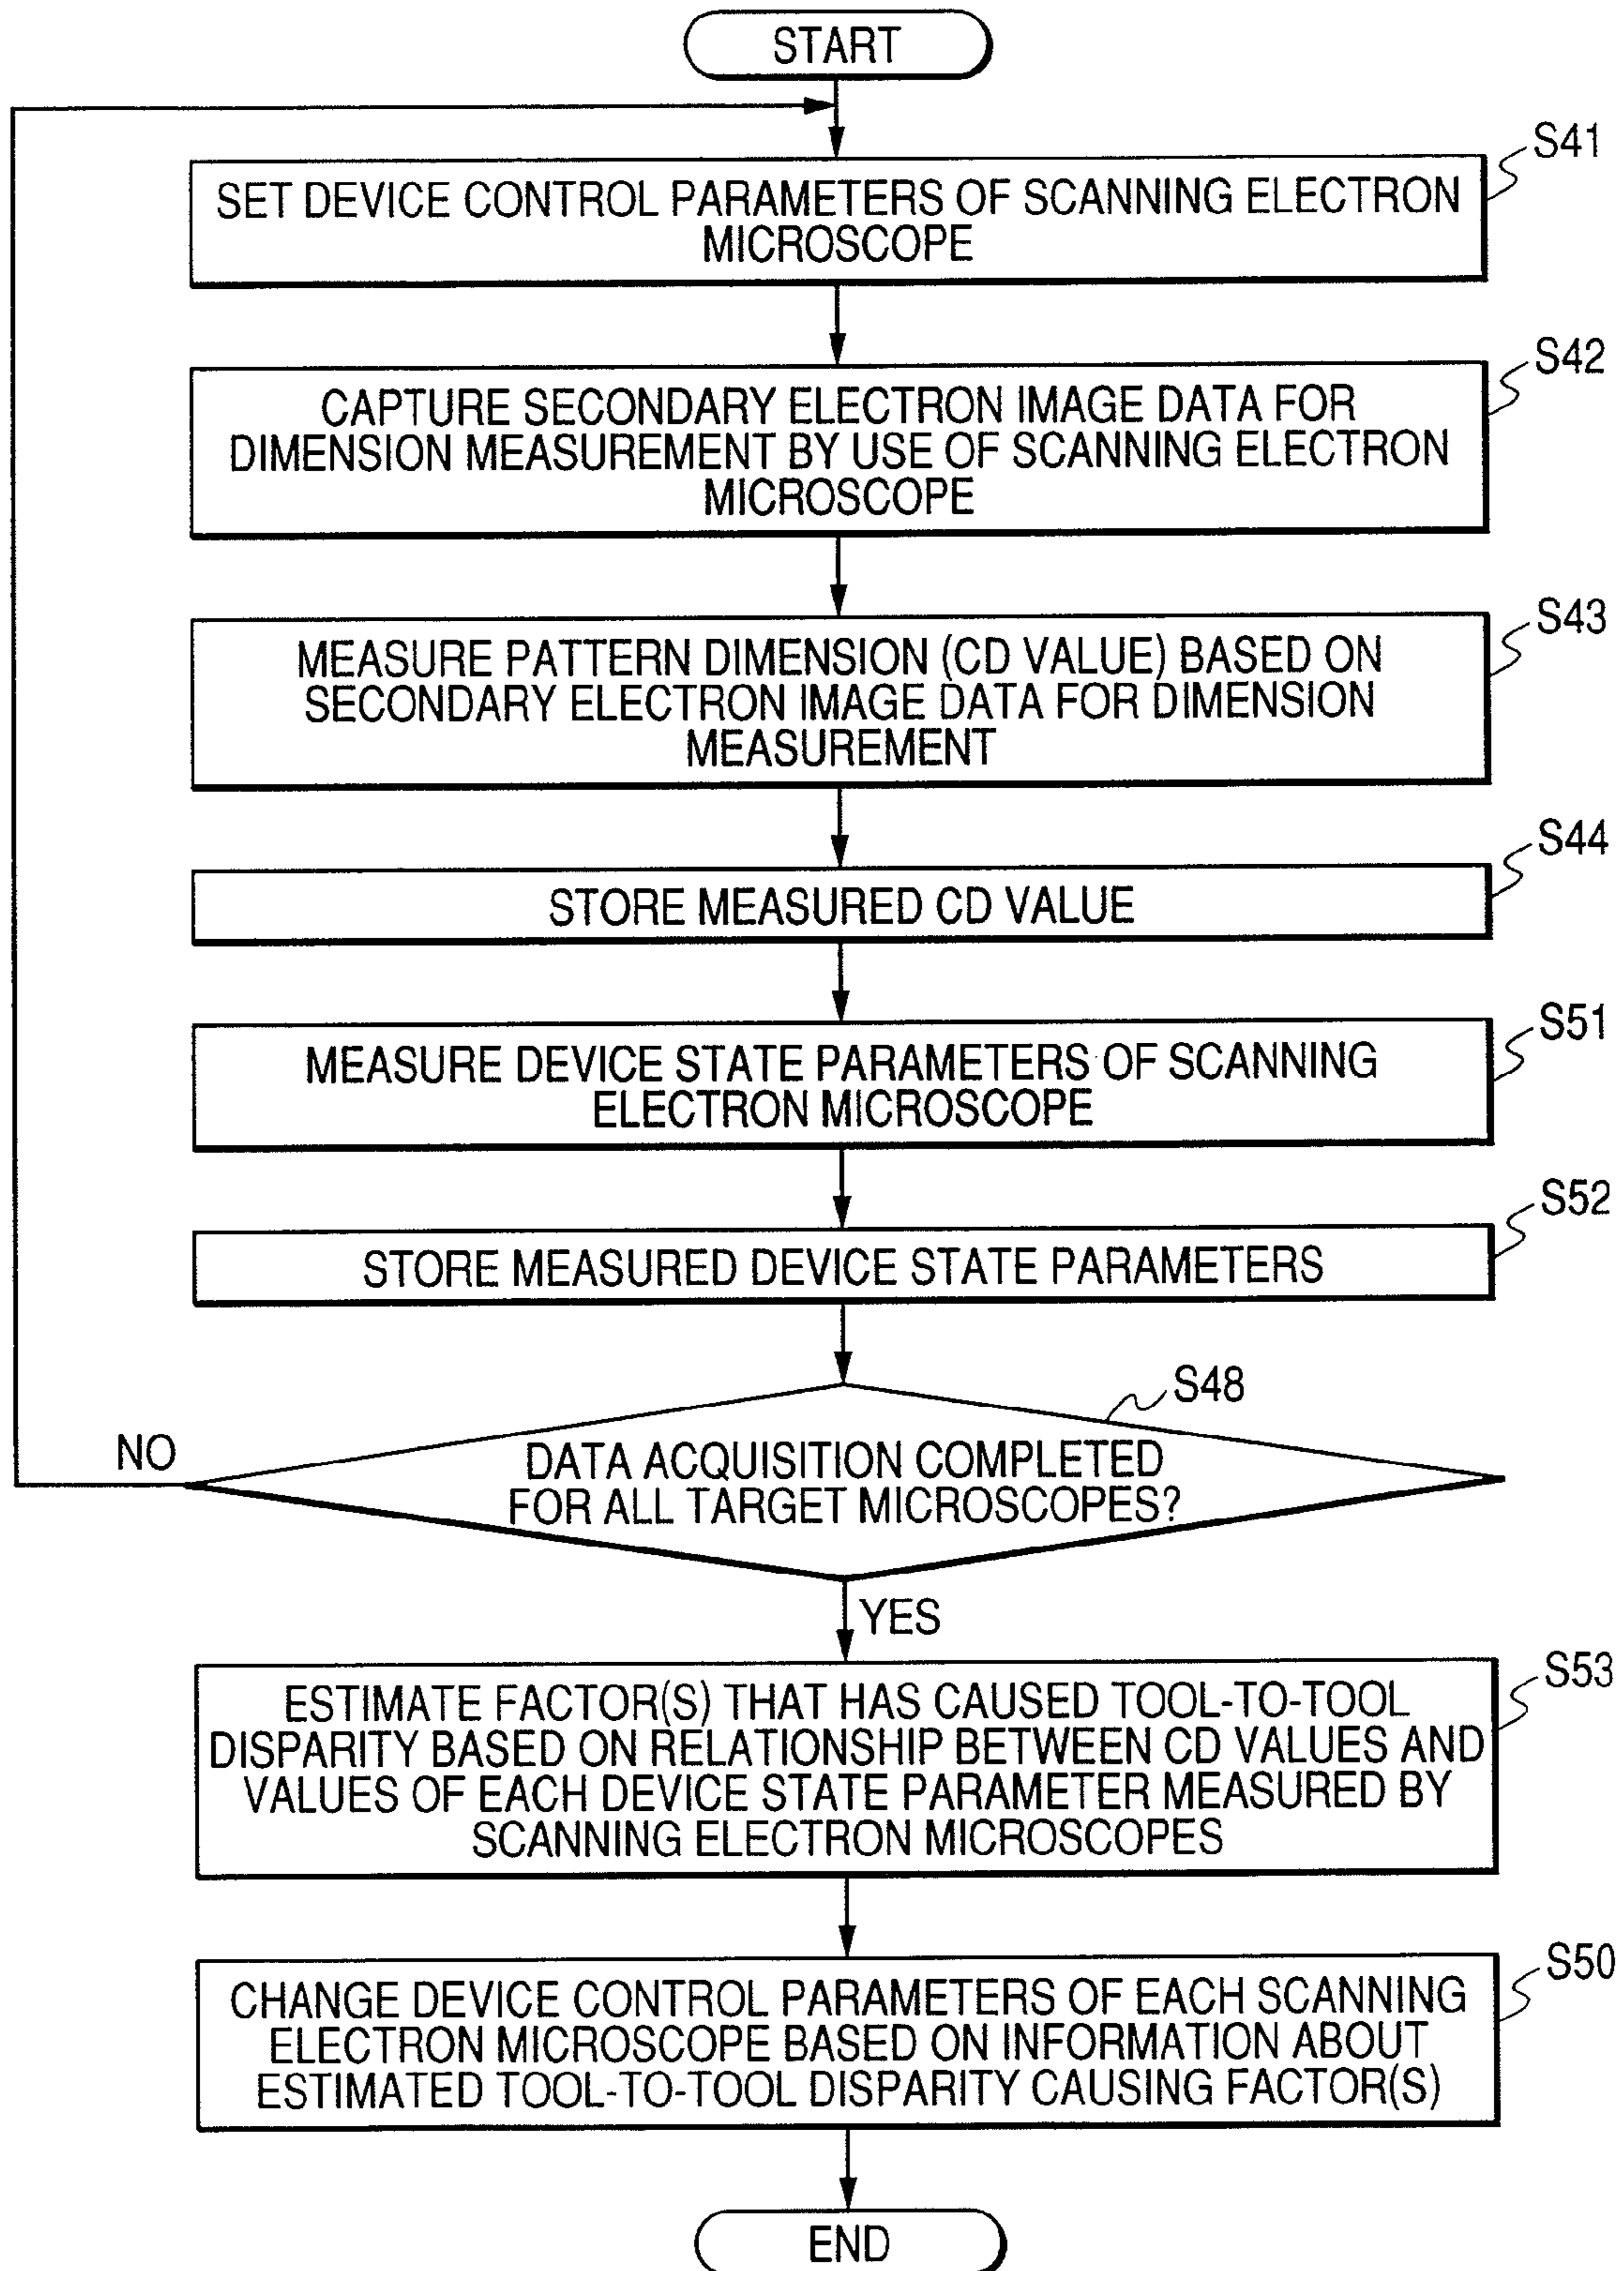 START
S41
SET DEVICE CONTROL PARAMETERS OF SCANNING ELECTRON
MICROSCOPE
S42
CAPTURE SECONDARY ELECTRON IMAGE DATA FOR
DIMENSION MEASUREMENT BY USE OF SCANNING ELECTRON
MICROSCOPE
S43
MEASURE PATTERN DIMENSION (CD VALUE) BASED ON
SECONDARY ELECTRON IMAGE DATA FOR DIMENSION
MEASUREMENT
S44
STORE MEASURED CD VALUE
S51
MEASURE DEVICE STATE PARAMETERS OF SCANNING
ELECTRON MICROSCOPE
S52
STORE MEASURED DEVICE STATE PARAMETERS
S48
NO
DATA ACQUISITION COMPLETED
FOR ALL TARGET MICROSCOPES?
YES
S53
ESTIMATE FACTOR(S) THAT HAS CAUSED TOOL-TO-TOOL
DISPARITY BASED ON RELATIONSHIP BETWEEN CD VALUES AND
VALUES OF EACH DEVICE STATE PARAMETER MEASURED BY
SCANNING ELECTRON MICROSCOPES
S50
CHANGE DEVICE CONTROL PARAMETERS OF EACH SCANNING
ELECTRON MICROSCOPE BASED ON INFORMATION ABOUT
ESTIMATED TOOL-TO-TOOL DISPARITY CAUSING FACTOR(S)
END